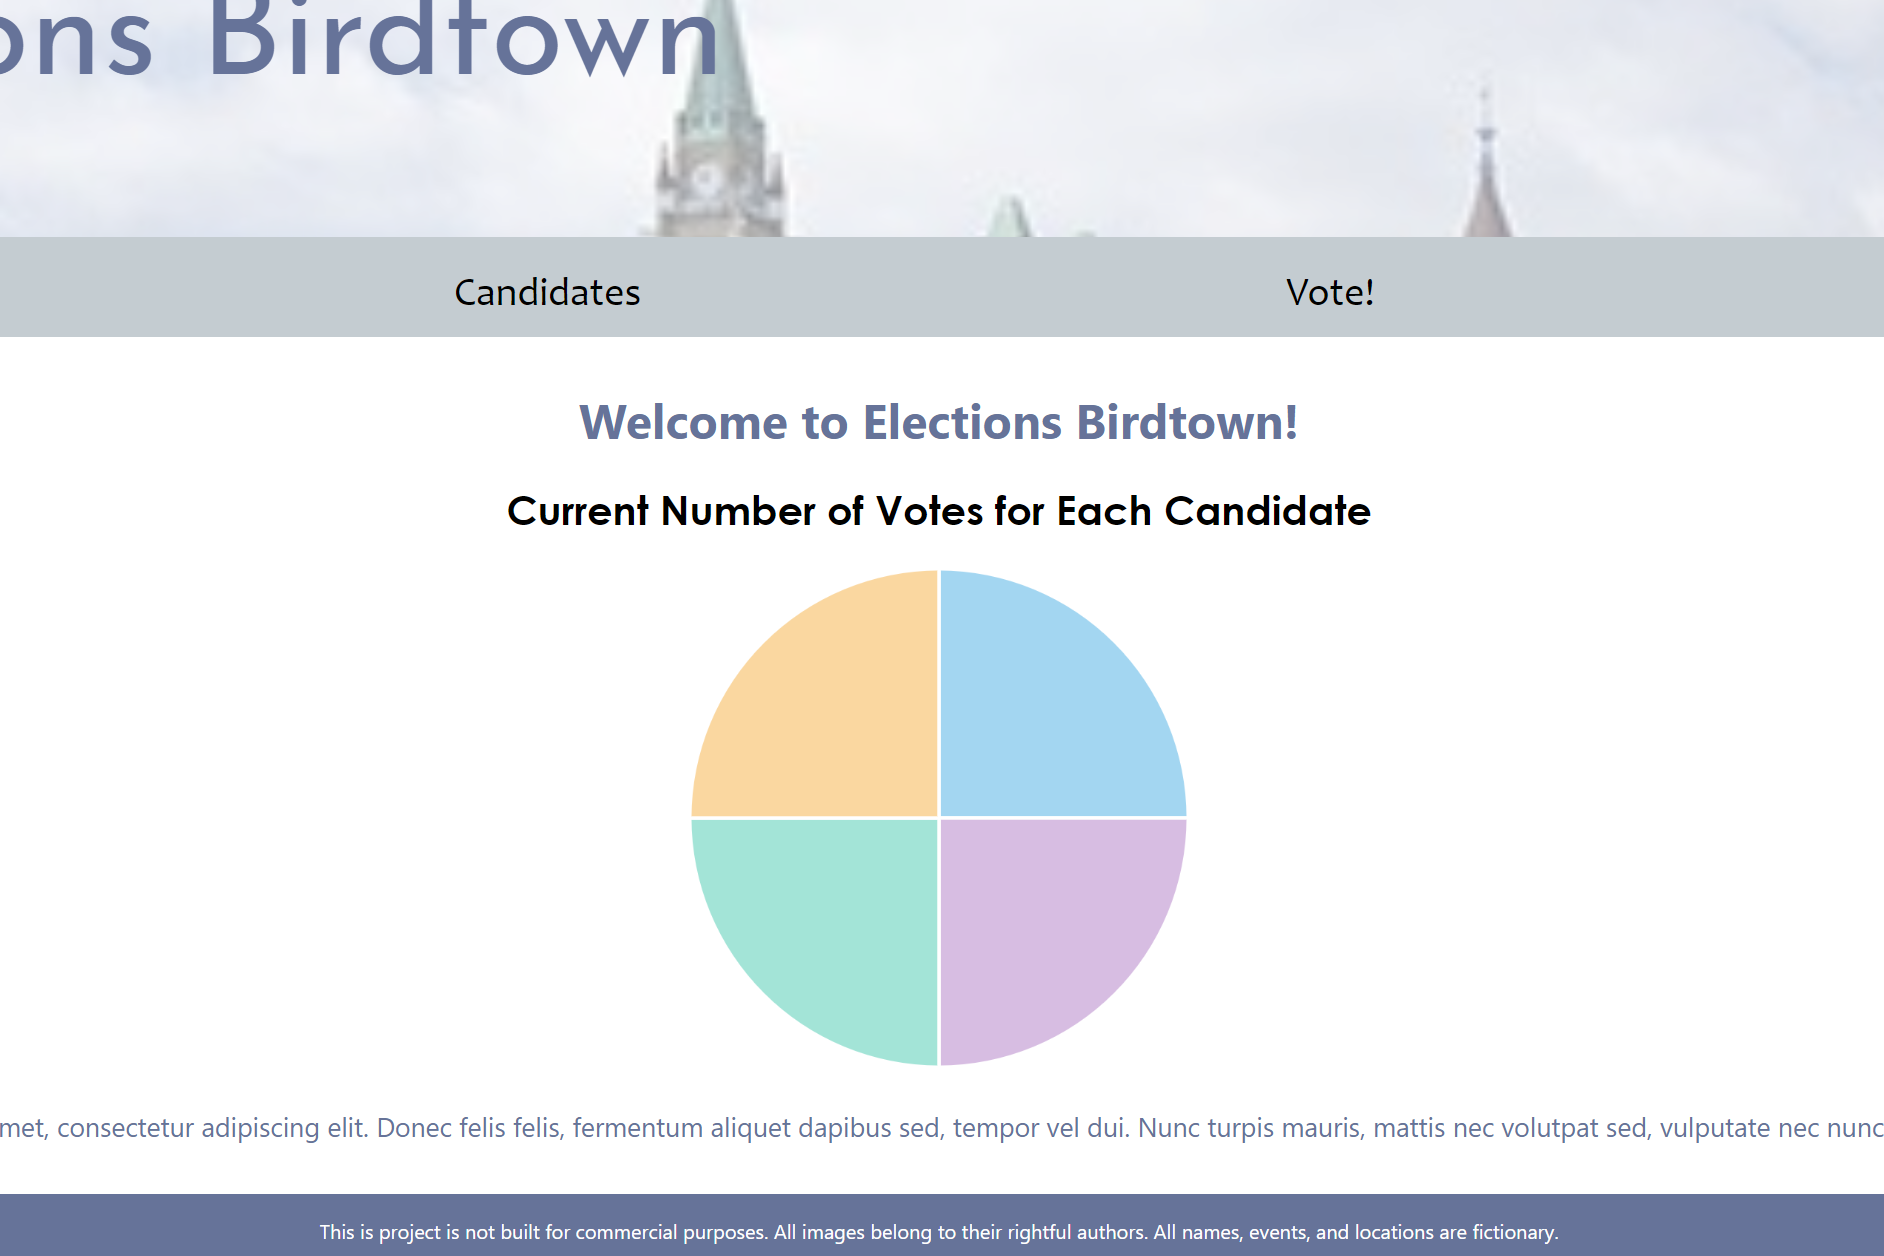 ons Birdtown
Candidates
Vote!
Welcome to Elections Birdtown!
Current Number of Votes for Each Candidate
met, consectetur adipiscing elit. Donec felis felis, fermentum aliquet dapibus sed, tempor vel dui. Nunc turpis mauris, mattis nec volutpat sed, vulputate nec nunc
This is project is not built for commercial purposes. All images belong to their rightful authors. All names, events, and locations are fictionary.